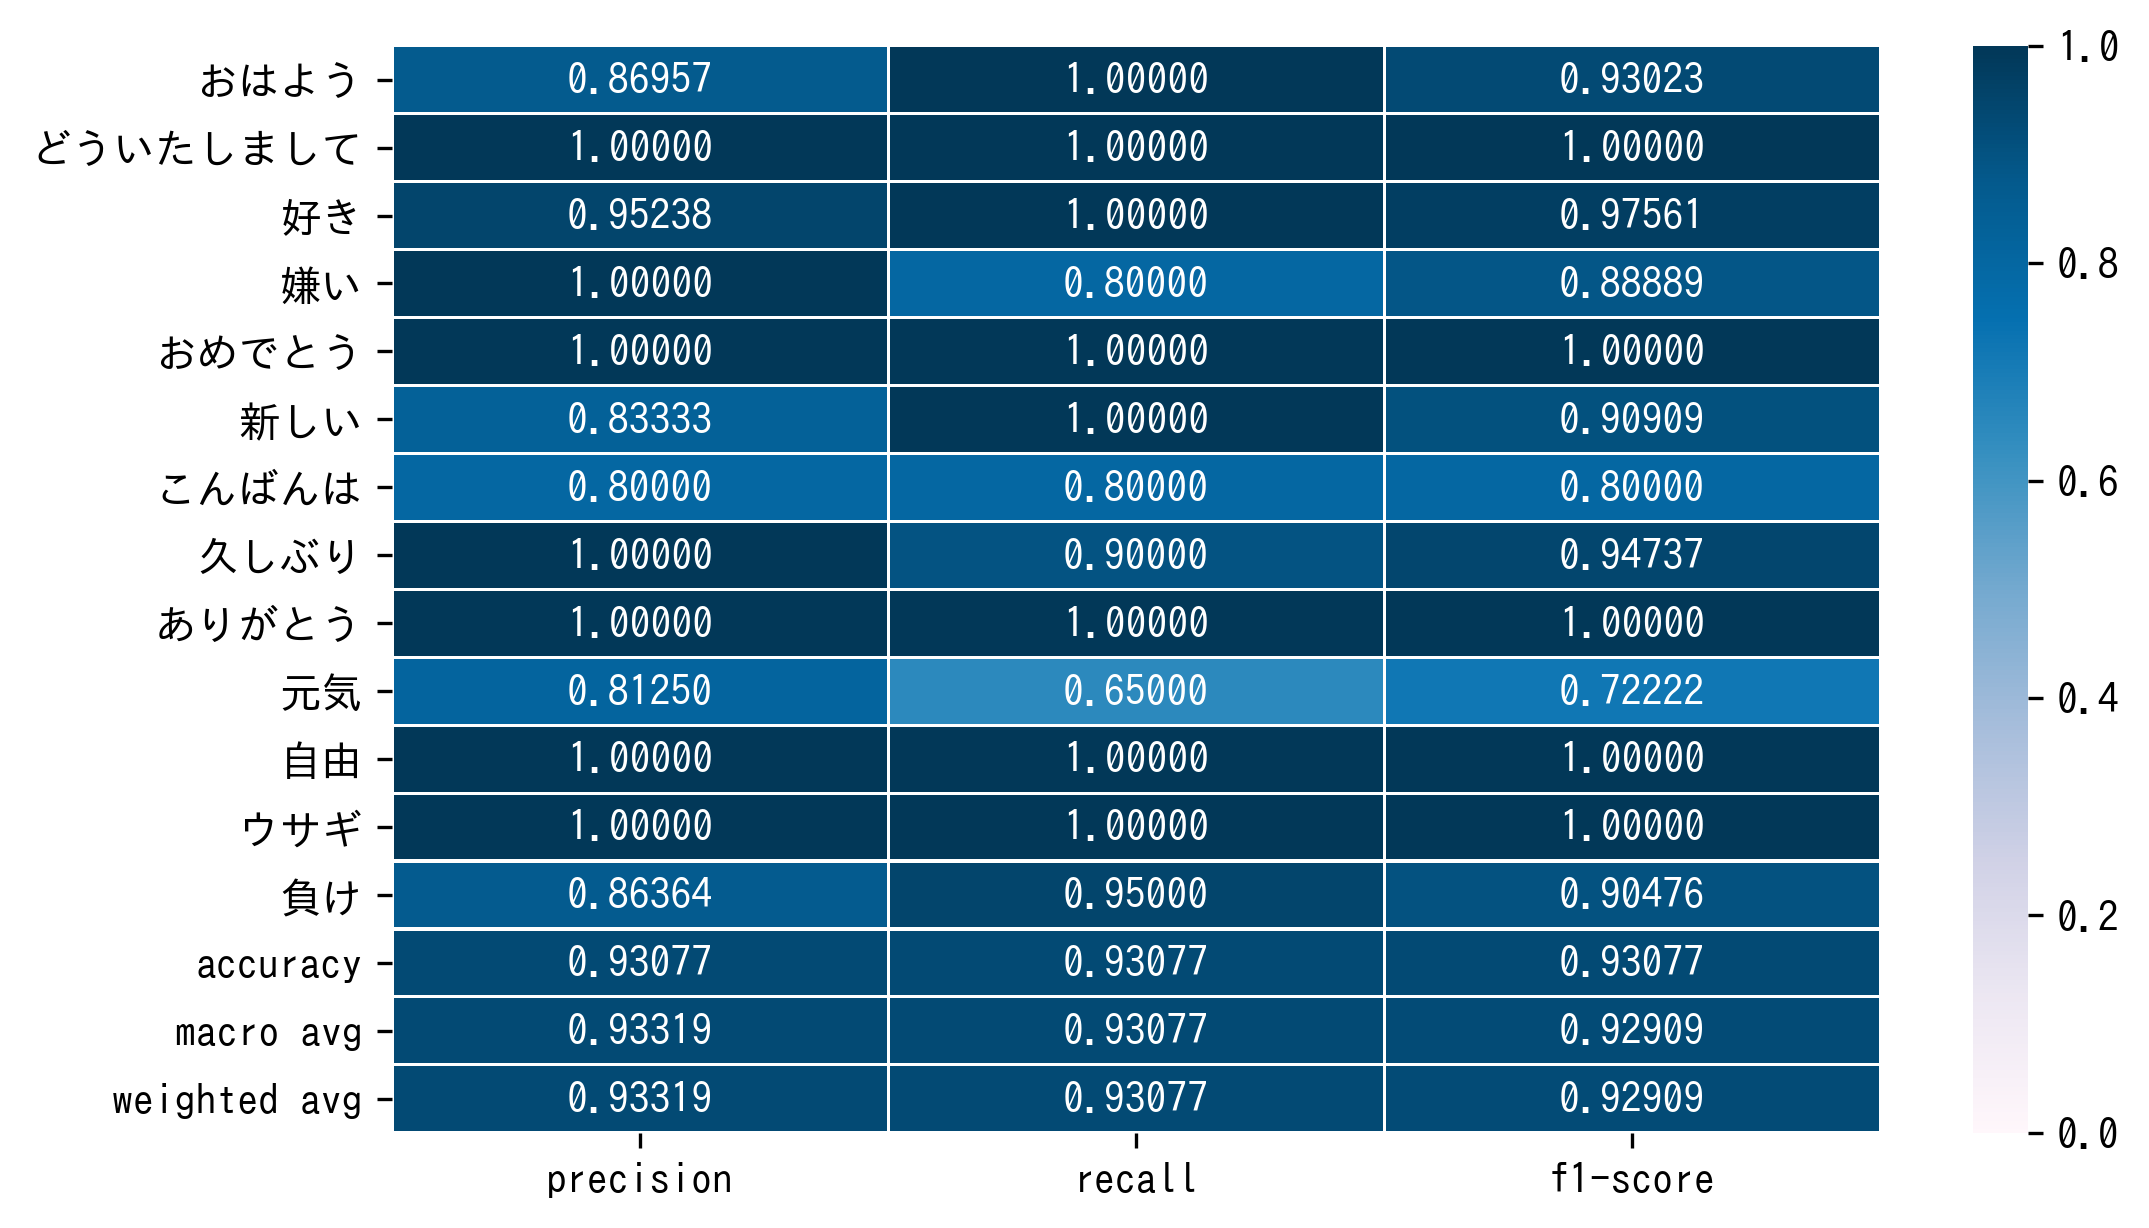 おはよう 0.86957 1.00000 0.93023
どういたしまして 1.00000 1.00000 1.00000
好き 0.95238 1.00000 0.97561
嫌い 1.00000 0.80000 0.88889
おめでとう 1.00000 1.00000 1.00000
新しい 0.83333 1.00000 0.90909
こんばんは 0.80000 0.80000 0.80000
久しぶり 1.00000 0.90000 0.94737
ありがとう 1.00000 1.00000 1.00000
元気 0.81250 0.65000 0.72222
自由 1.00000 1.00000 1.00000
ウサギ 1.00000 1.00000 1.00000
負け 0.86364 0.95000 0.90476
accuracy 0.93077 0.93077 0.93077
macro avg 0.93319 0.93077 0.92909
weighted avg 0.93319 0.93077 0.92909
precision recall f1-score
1.0
0.8
0.6
0.4
0.2
0.0